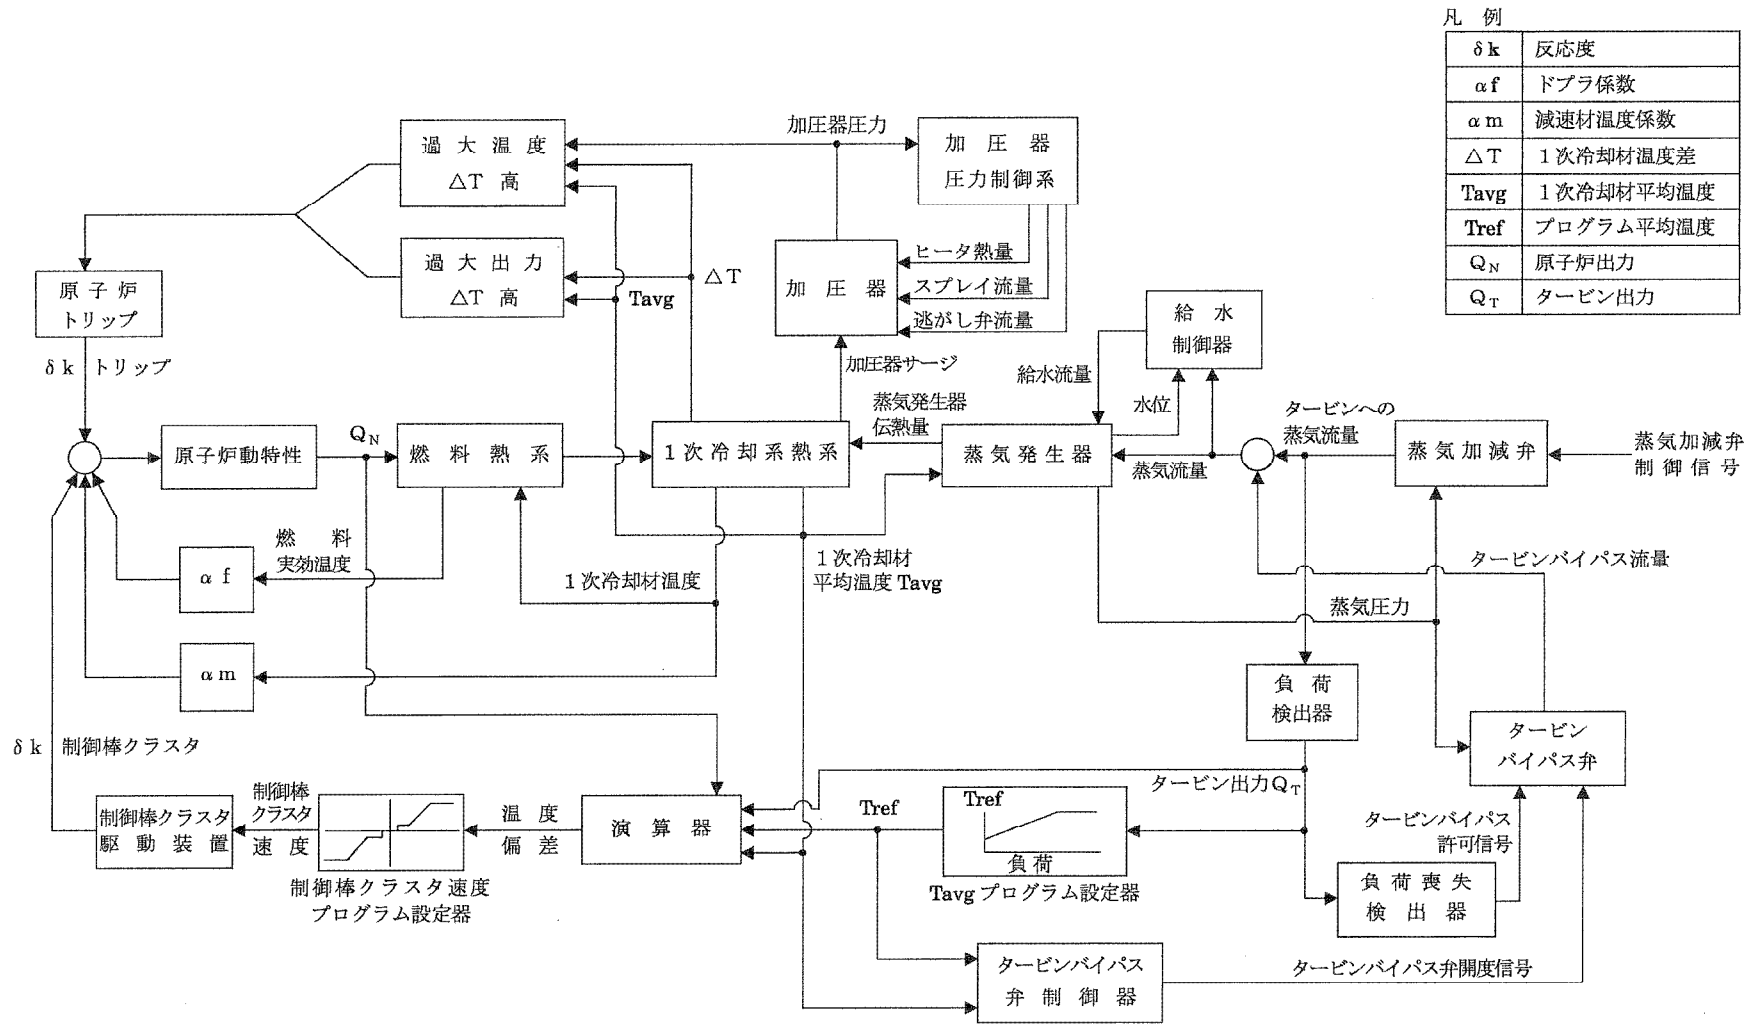 凡 例
δk 反応度
αf ドプラ係数
αm 減速材温度係数
△T 1次冷却材温度差
Tavg 1次冷却材平均温度
Tref プログラム平均温度
QN 原子炉出力
QT タービン出力
過大温度
△T 高
過大出力
△T 高
原子炉
トリップ
δk トリップ
加圧器圧力
加圧器
圧力制御系
加圧器
ヒータ熱量
スプレイ流量
逃がし弁流量
加圧器サージ
△T
Tavg
給水
制御器
給水流量
水位
原子炉動特性
QN
燃料熱系
1次冷却系熱系
蒸気発生器
伝熱量
蒸気発生器
蒸気流量
タービンへの
蒸気流量
蒸気加減弁
蒸気加減弁
制御信号
燃料
実効温度
αf
αm
1次冷却材温度
1次冷却材
平均温度 Tavg
タービンバイパス流量
蒸気圧力
負荷
検出器
タービン
バイパス弁
δk 制御棒クラスタ
制御棒クラスタ
駆動装置
制御棒
クラスタ
速度
制御棒クラスタ速度
プログラム設定器
温度
偏差
演算器
Tref
Tref
負荷
Tavg プログラム設定器
タービン出力QT
タービンバイパス
許可信号
負荷喪失
検出器
タービンバイパス
弁制御器
タービンバイパス弁開度信号